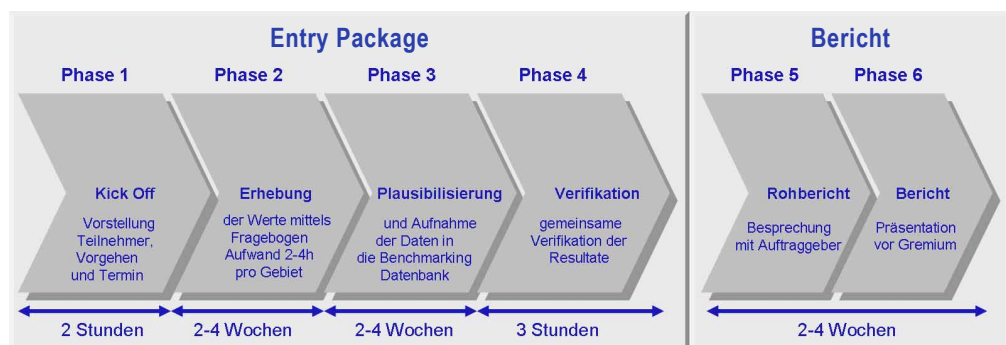 Entry Package
Bericht
Phase 1
Phase 2
Phase 3
Phase 4
Phase 5
Phase 6
Kick Off
Vorstellung
Teilnehmer,
Vorgehen
und Termin
Erhebung
der Werte mittels
Fragebogen
Aufwand 2-4h
pro Gebiet
Plausibilisierung
und Aufnahme
der Daten in
die Benchmarking
Datenbank
Verifikation
gemeinsame
Verifikation der
Resultate
Rohbericht
Besprechung
mit Auftraggeber
Bericht
Präsentation
vor Gremium
2 Stunden
2-4 Wochen
2-4 Wochen
3 Stunden
2-4 Wochen